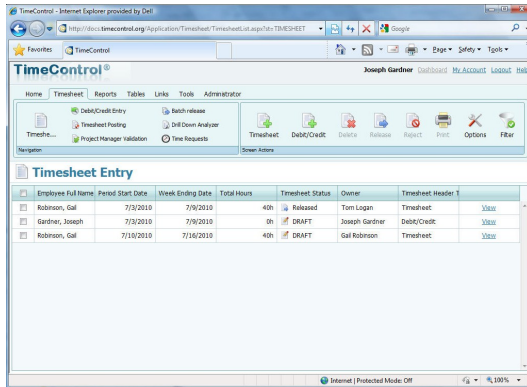 TimeControl - Internet Explorer provided by Dell
http://docs.timecontrol.org/Application/Timesheet/TimesheetList.aspx?st=TIMESHEET
Google
Favorites
TimeControl
Page
Safety
Tools
TimeControl®
Joseph Gardner Dashboard My Account Logout Help
Home Timesheet Reports Tables Links Tools Administrator
Timeshe...
Debit/Credit Entry
Timesheet Posting
Project Manager Validation
Batch release
Drill Down Analyzer
Time Requests
Timesheet Debit/Credit Delete Release Reject Print Options Filter
Navigation
Screen Actions
Timesheet Entry
Employee Full Name Period Start Date Week Ending Date Total Hours Timesheet Status Owner Timesheet Header T
Robinson, Gail 7/3/2010 7/9/2010 40h Released Tom Logan Timesheet View
Gardner, Joseph 7/3/2010 7/9/2010 0h DRAFT Joseph Gardner Debit/Credit View
Robinson, Gail 7/10/2010 7/16/2010 40h DRAFT Gail Robinson Timesheet View
Internet | Protected Mode: Off
100%